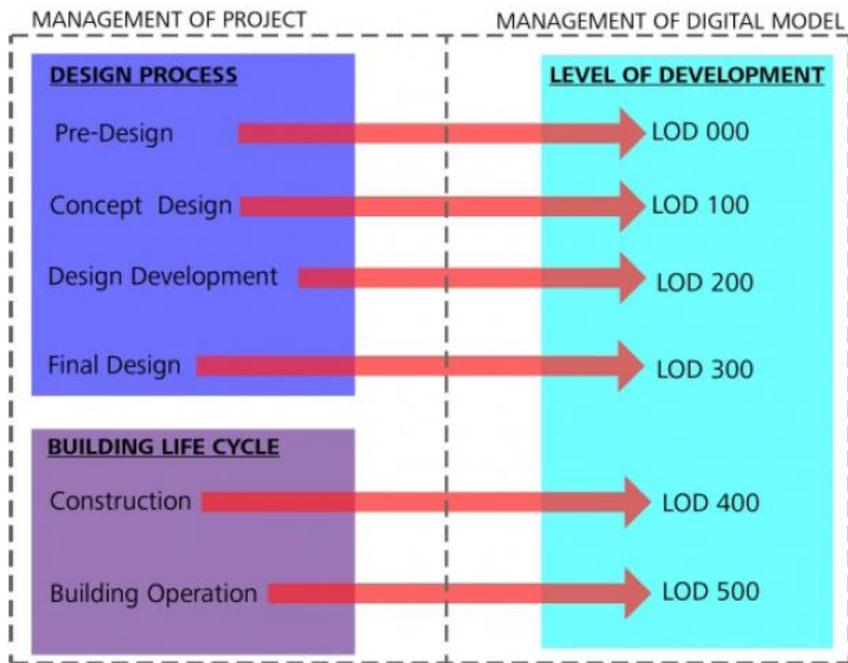 MANAGEMENT OF PROJECT
MANAGEMENT OF DIGITAL MODEL
DESIGN PROCESS
LEVEL OF DEVELOPMENT
Pre-Design
LOD 000
Concept Design
LOD 100
Design Development
LOD 200
Final Design
LOD 300
BUILDING LIFE CYCLE
Construction
LOD 400
Building Operation
LOD 500